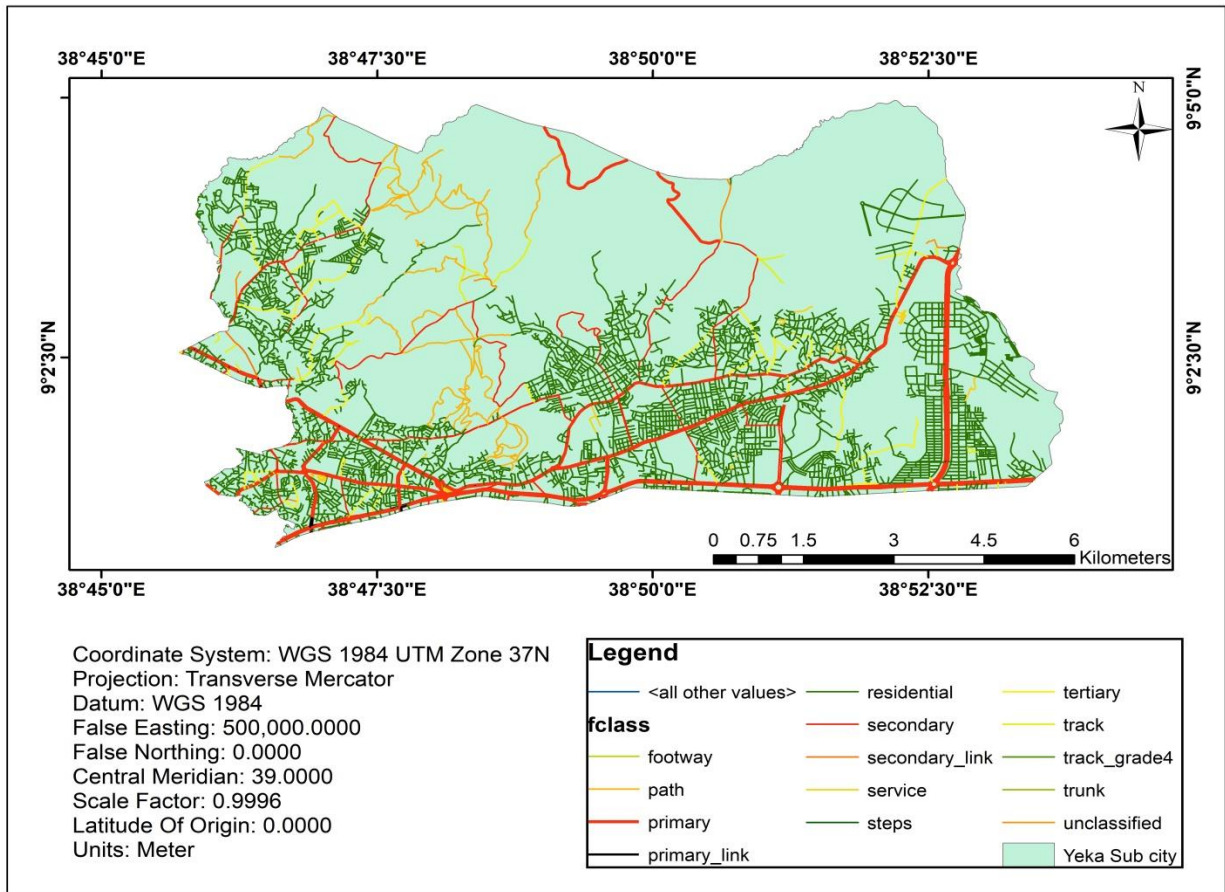 38°45'0"E 38°47'30"E 38°50'0"E 38°52'30"E
N
9°5'0"N
9°2'30"N 9°2'30"N
0 0.75 1.5 3 4.5 6
Kilometers
38°45'0"E 38°47'30"E 38°50'0"E 38°52'30"E
Coordinate System: WGS 1984 UTM Zone 37N
Projection: Transverse Mercator
Datum: WGS 1984
False Easting: 500,000.0000
False Northing: 0.0000
Central Meridian: 39.0000
Scale Factor: 0.9996
Latitude Of Origin: 0.0000
Units: Meter
Legend
<all other values>
fclass
footway
path
primary
primary_link
residential
secondary
secondary_link
service
steps
tertiary
track
track_grade4
trunk
unclassified
Yeka Sub city